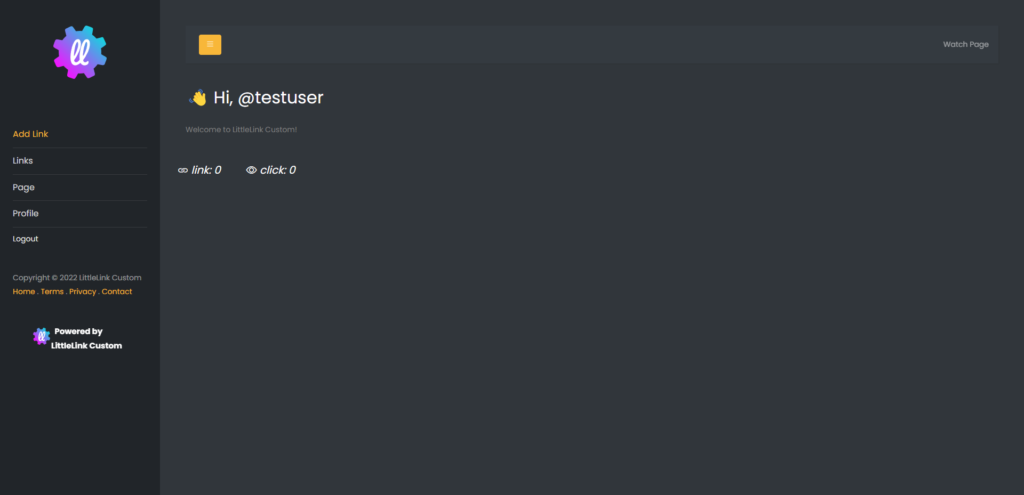 ll
Add Link
Links
Page
Profile
Logout
Copyright © 2022 LittleLink Custom
Home . Terms . Privacy . Contact
ll Powered by
LittleLink Custom
Watch Page
Hi, @testuser
Welcome to LittleLink Custom!
link: 0 click: 0